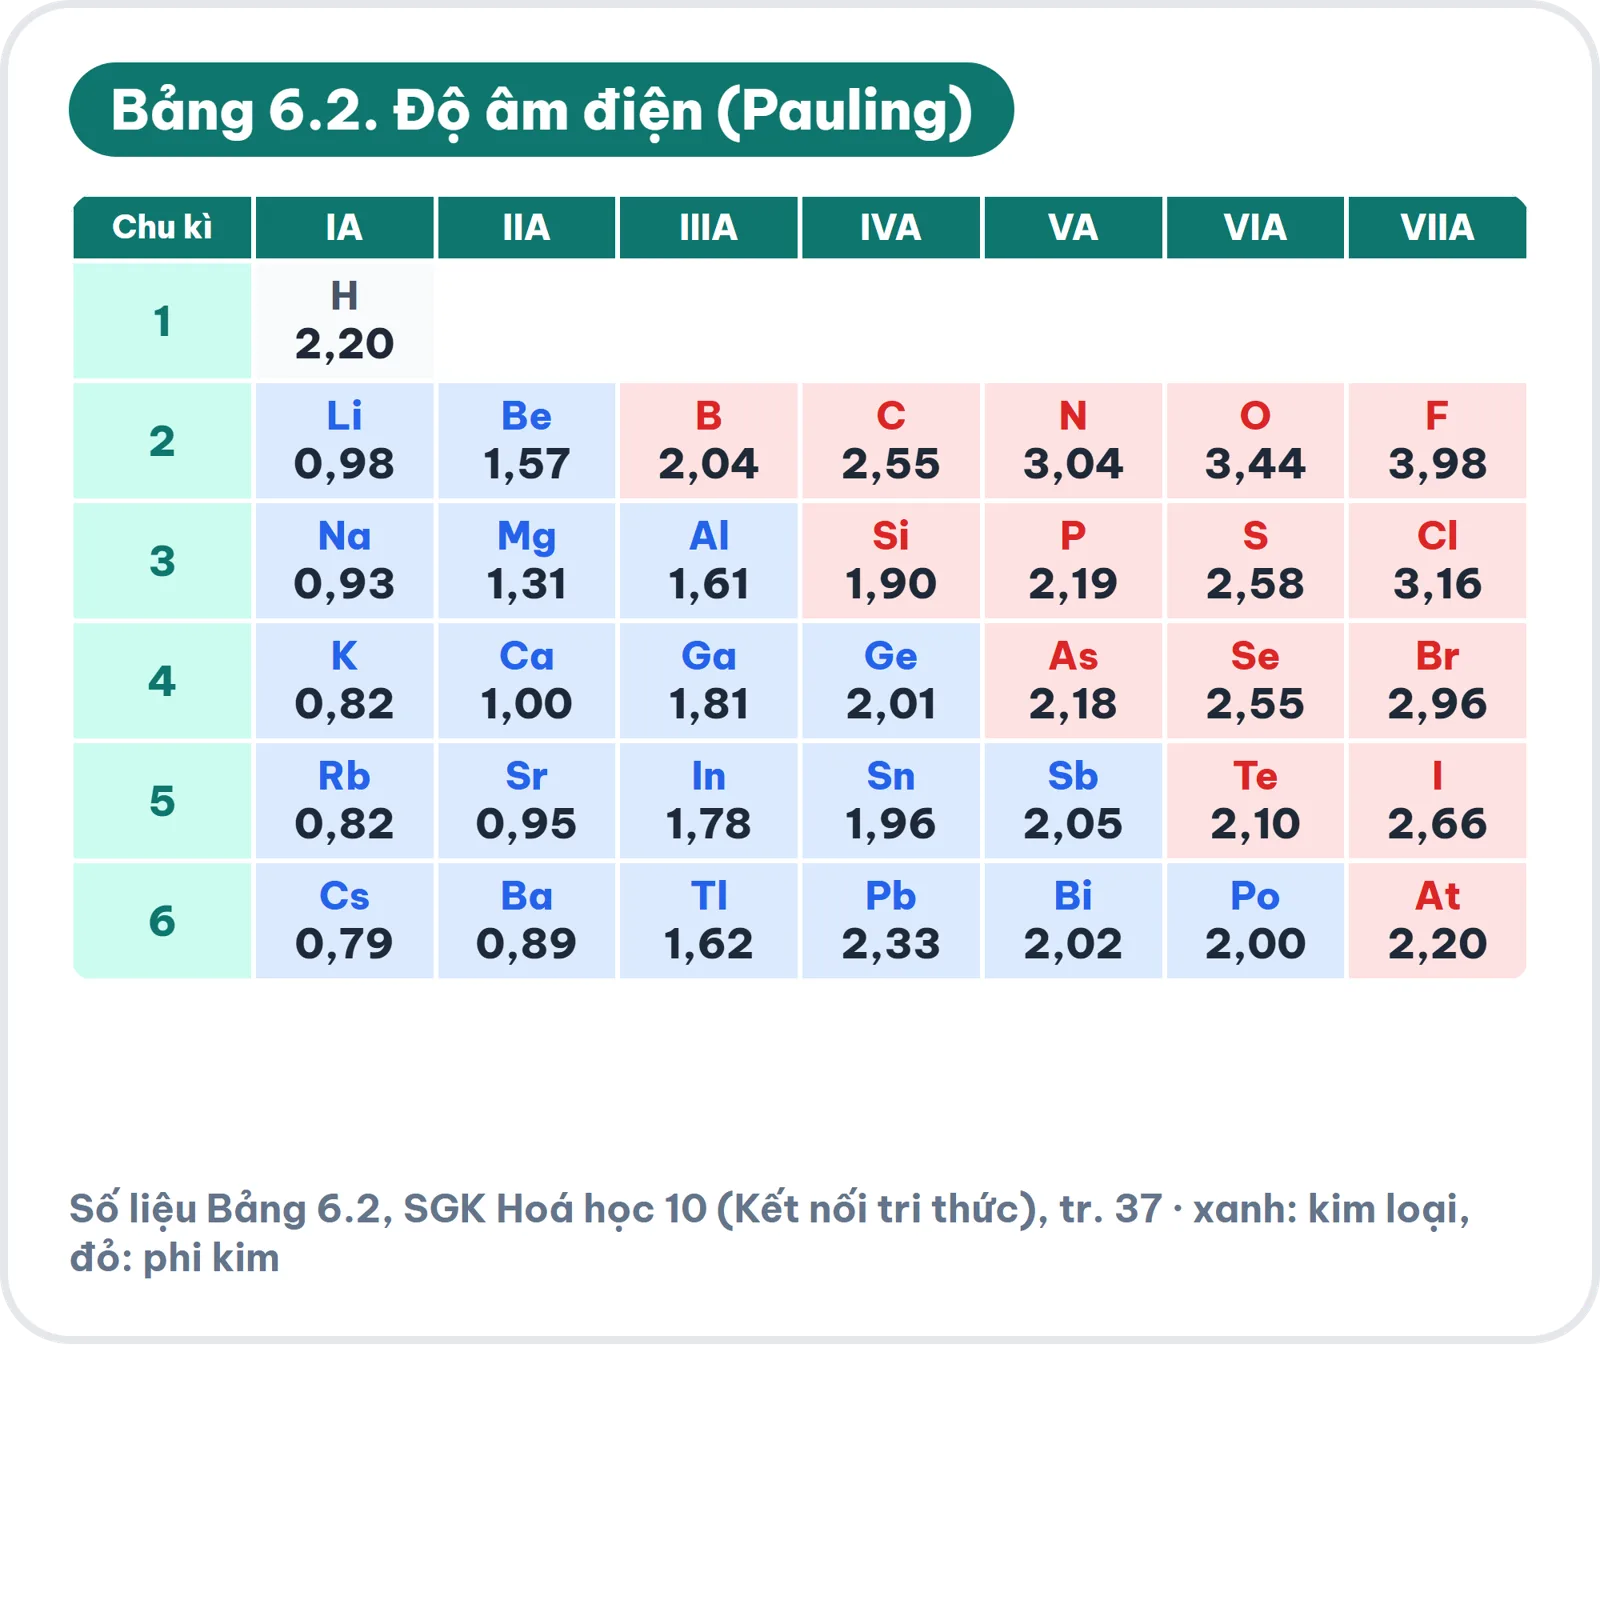 Bảng 6.2. Độ âm điện (Pauling)
Chu kì IA IIA IIIA IVA VA VIA VIIA
1 H 2,20
2 Li 0,98 Be 1,57 B 2,04 C 2,55 N 3,04 O 3,44 F 3,98
3 Na 0,93 Mg 1,31 Al 1,61 Si 1,90 P 2,19 S 2,58 Cl 3,16
4 K 0,82 Ca 1,00 Ga 1,81 Ge 2,01 As 2,18 Se 2,55 Br 2,96
5 Rb 0,82 Sr 0,95 In 1,78 Sn 1,96 Sb 2,05 Te 2,10 I 2,66
6 Cs 0,79 Ba 0,89 Tl 1,62 Pb 2,33 Bi 2,02 Po 2,00 At 2,20
Số liệu Bảng 6.2, SGK Hoá học 10 (Kết nối tri thức), tr. 37 · xanh: kim loại,
đỏ: phi kim